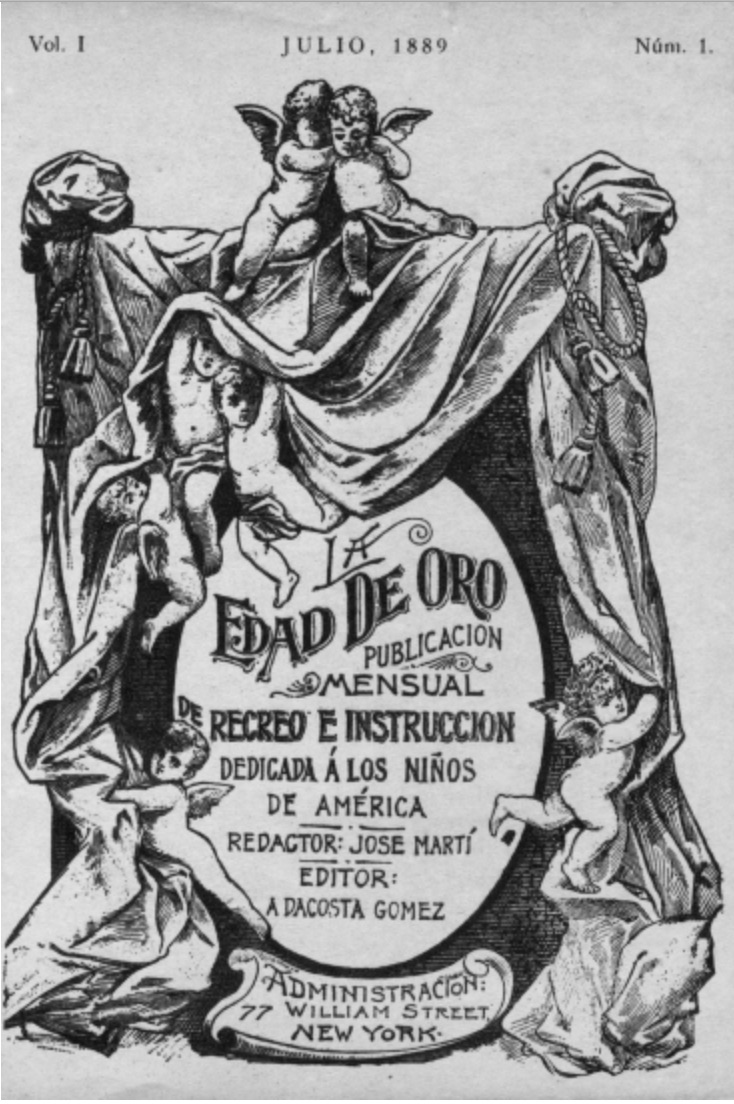 Vol. I JULIO, 1889 Núm. 1.
LA
EDAD DE ORO
PUBLICACION
MENSUAL
DE RECREO E INSTRUCCION
DEDICADA Á LOS NIÑOS
DE AMÉRICA
REDACTOR: JOSE MARTÍ
EDITOR:
A DACOSTA GOMEZ
ADMINISTRACION:
77 WILLIAM STREET,
NEW YORK.